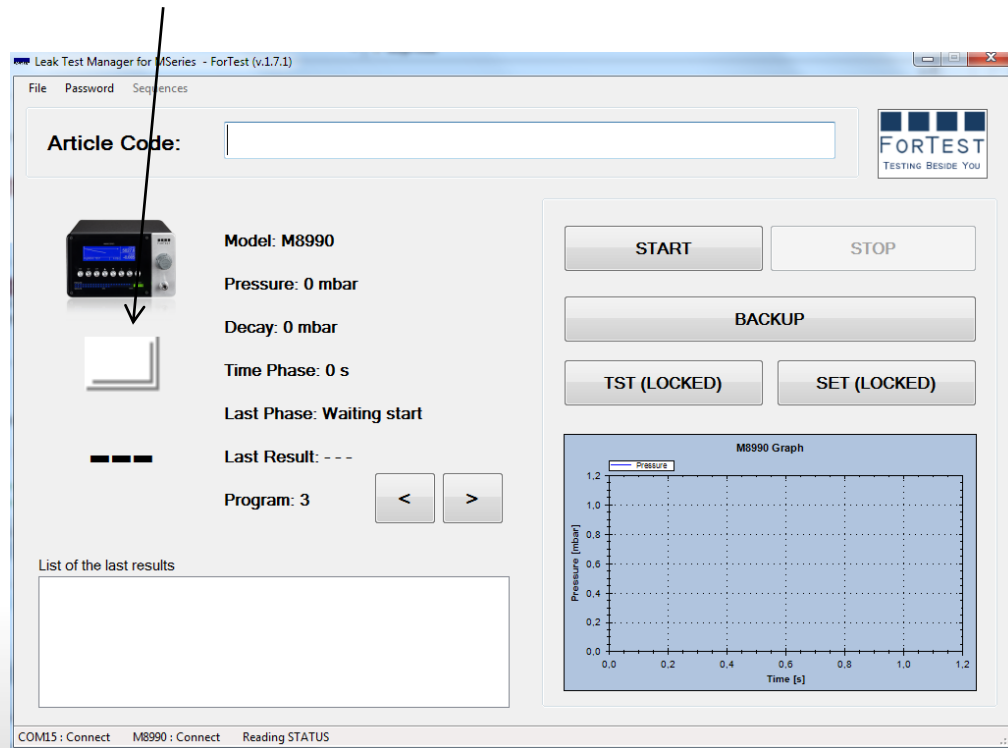 Leak Test Manager for MSeries - ForTest (v.1.7.1)
File Password Sequences
Article Code:
FORTEST
TESTING BESIDE YOU
Model: M8990
Pressure: 0 mbar
Decay: 0 mbar
Time Phase: 0 s
Last Phase: Waiting start
Last Result: - - -
Program: 3
< >
---
List of the last results
START STOP
BACKUP
TST (LOCKED) SET (LOCKED)
M8990 Graph
Pressure
Pressure [mbar]
1,2
1,0
0,8
0,6
0,4
0,2
0,0
0,0 0,2 0,4 0,6 0,8 1,0 1,2
Time [s]
COM15 : Connect M8990 : Connect Reading STATUS